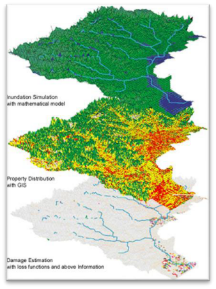 Inundation Simulation
with mathematical model
Property Distribution
with GIS
Damage Estimation
with loss functions and above information